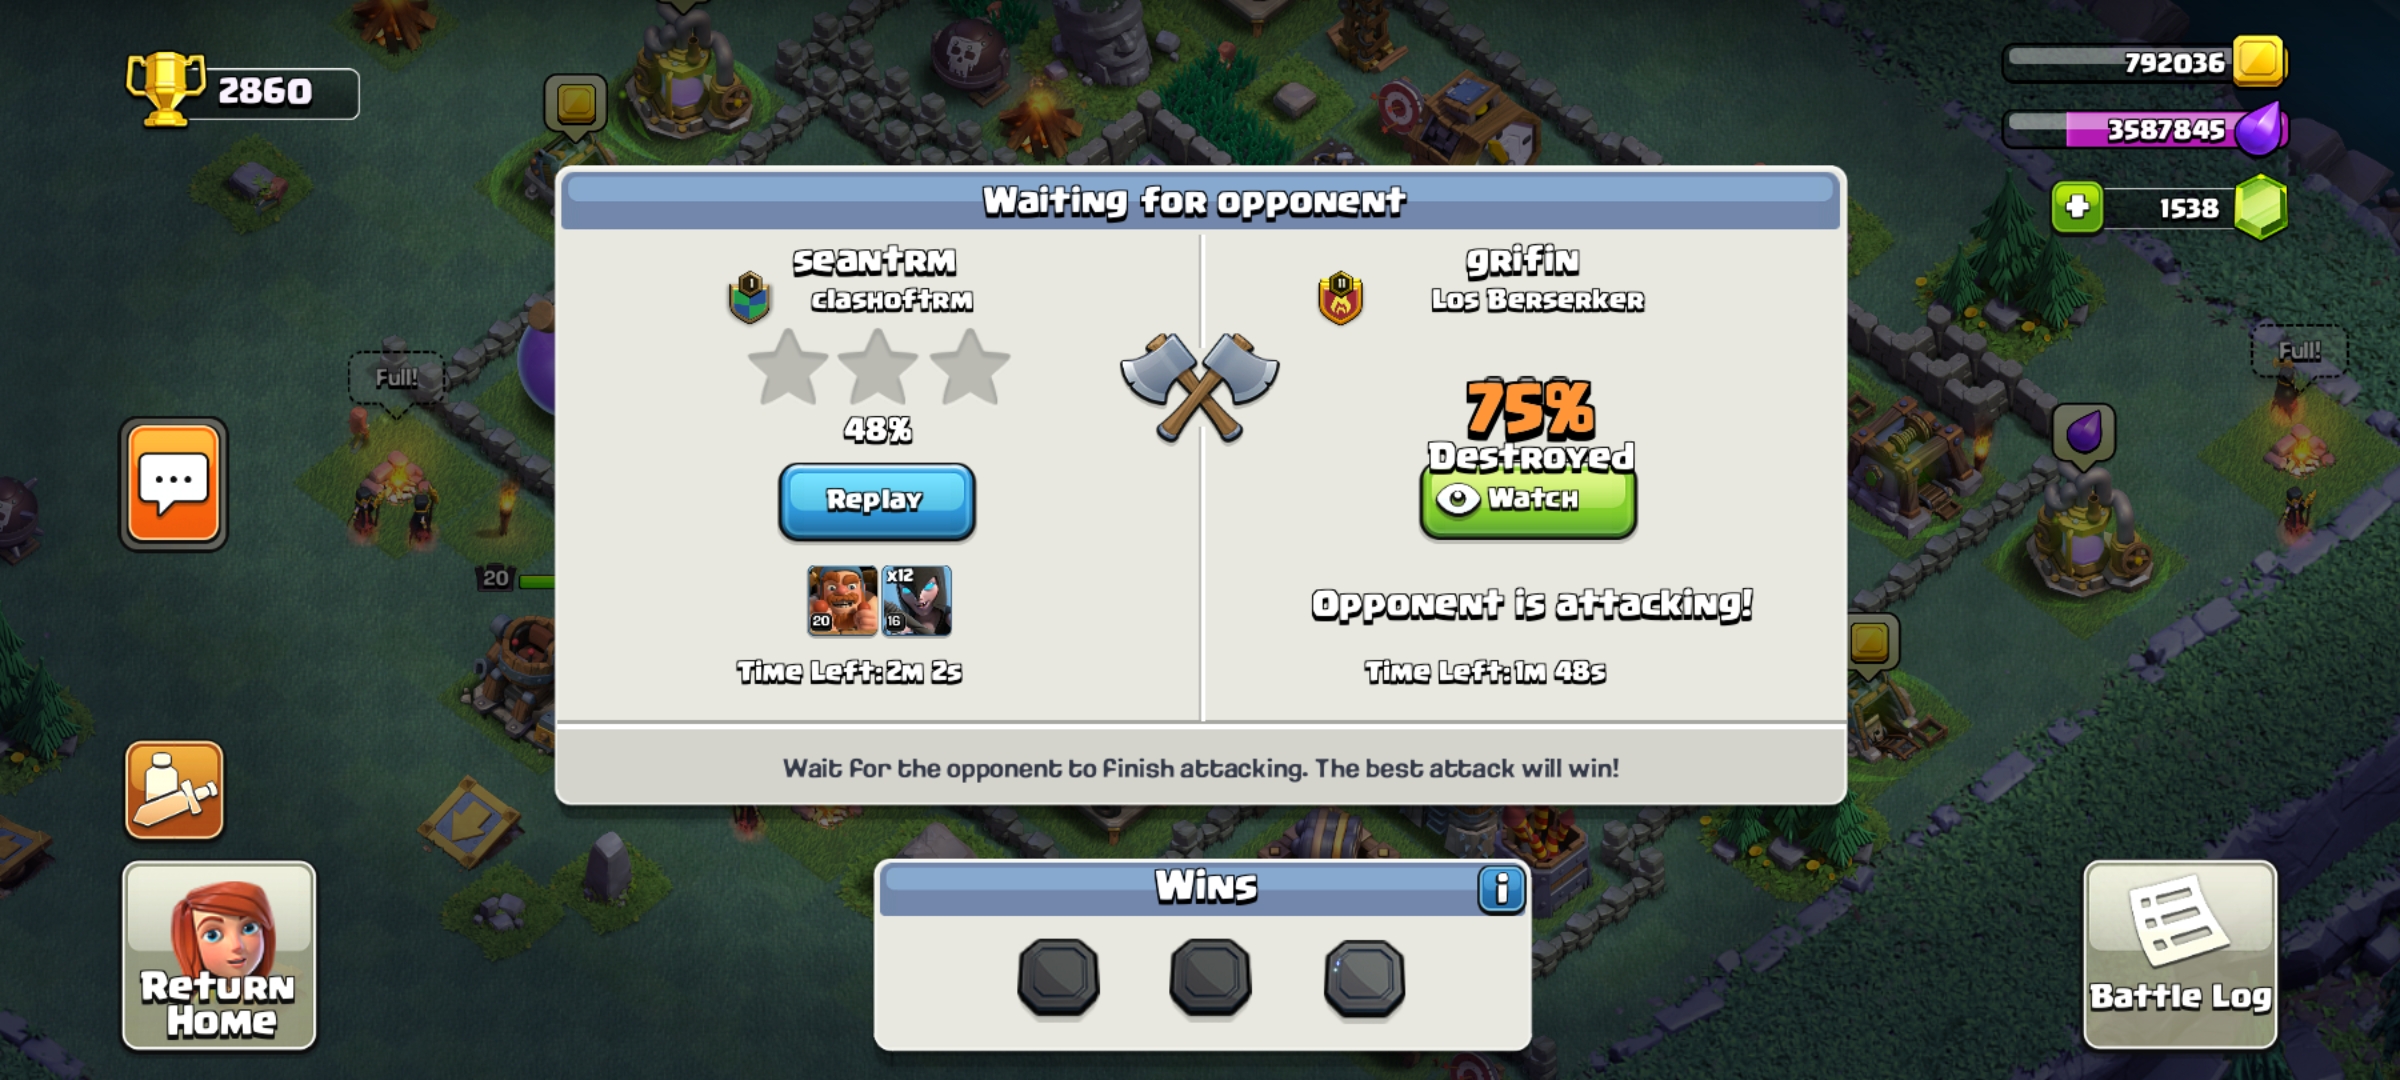 2860
792036
3587845
1538
Waiting for opponent
seantrm
clashoftrm
1
48%
Replay
x12
20
16
Time Left:2m 2s
grifin
Los Berserker
11
75%
Destroyed
Watch
Opponent is attacking!
Time Left:1m 48s
Wait for the opponent to finish attacking. The best attack will win!
Full!
Full!
20
Wins
i
Return
Home
Battle Log